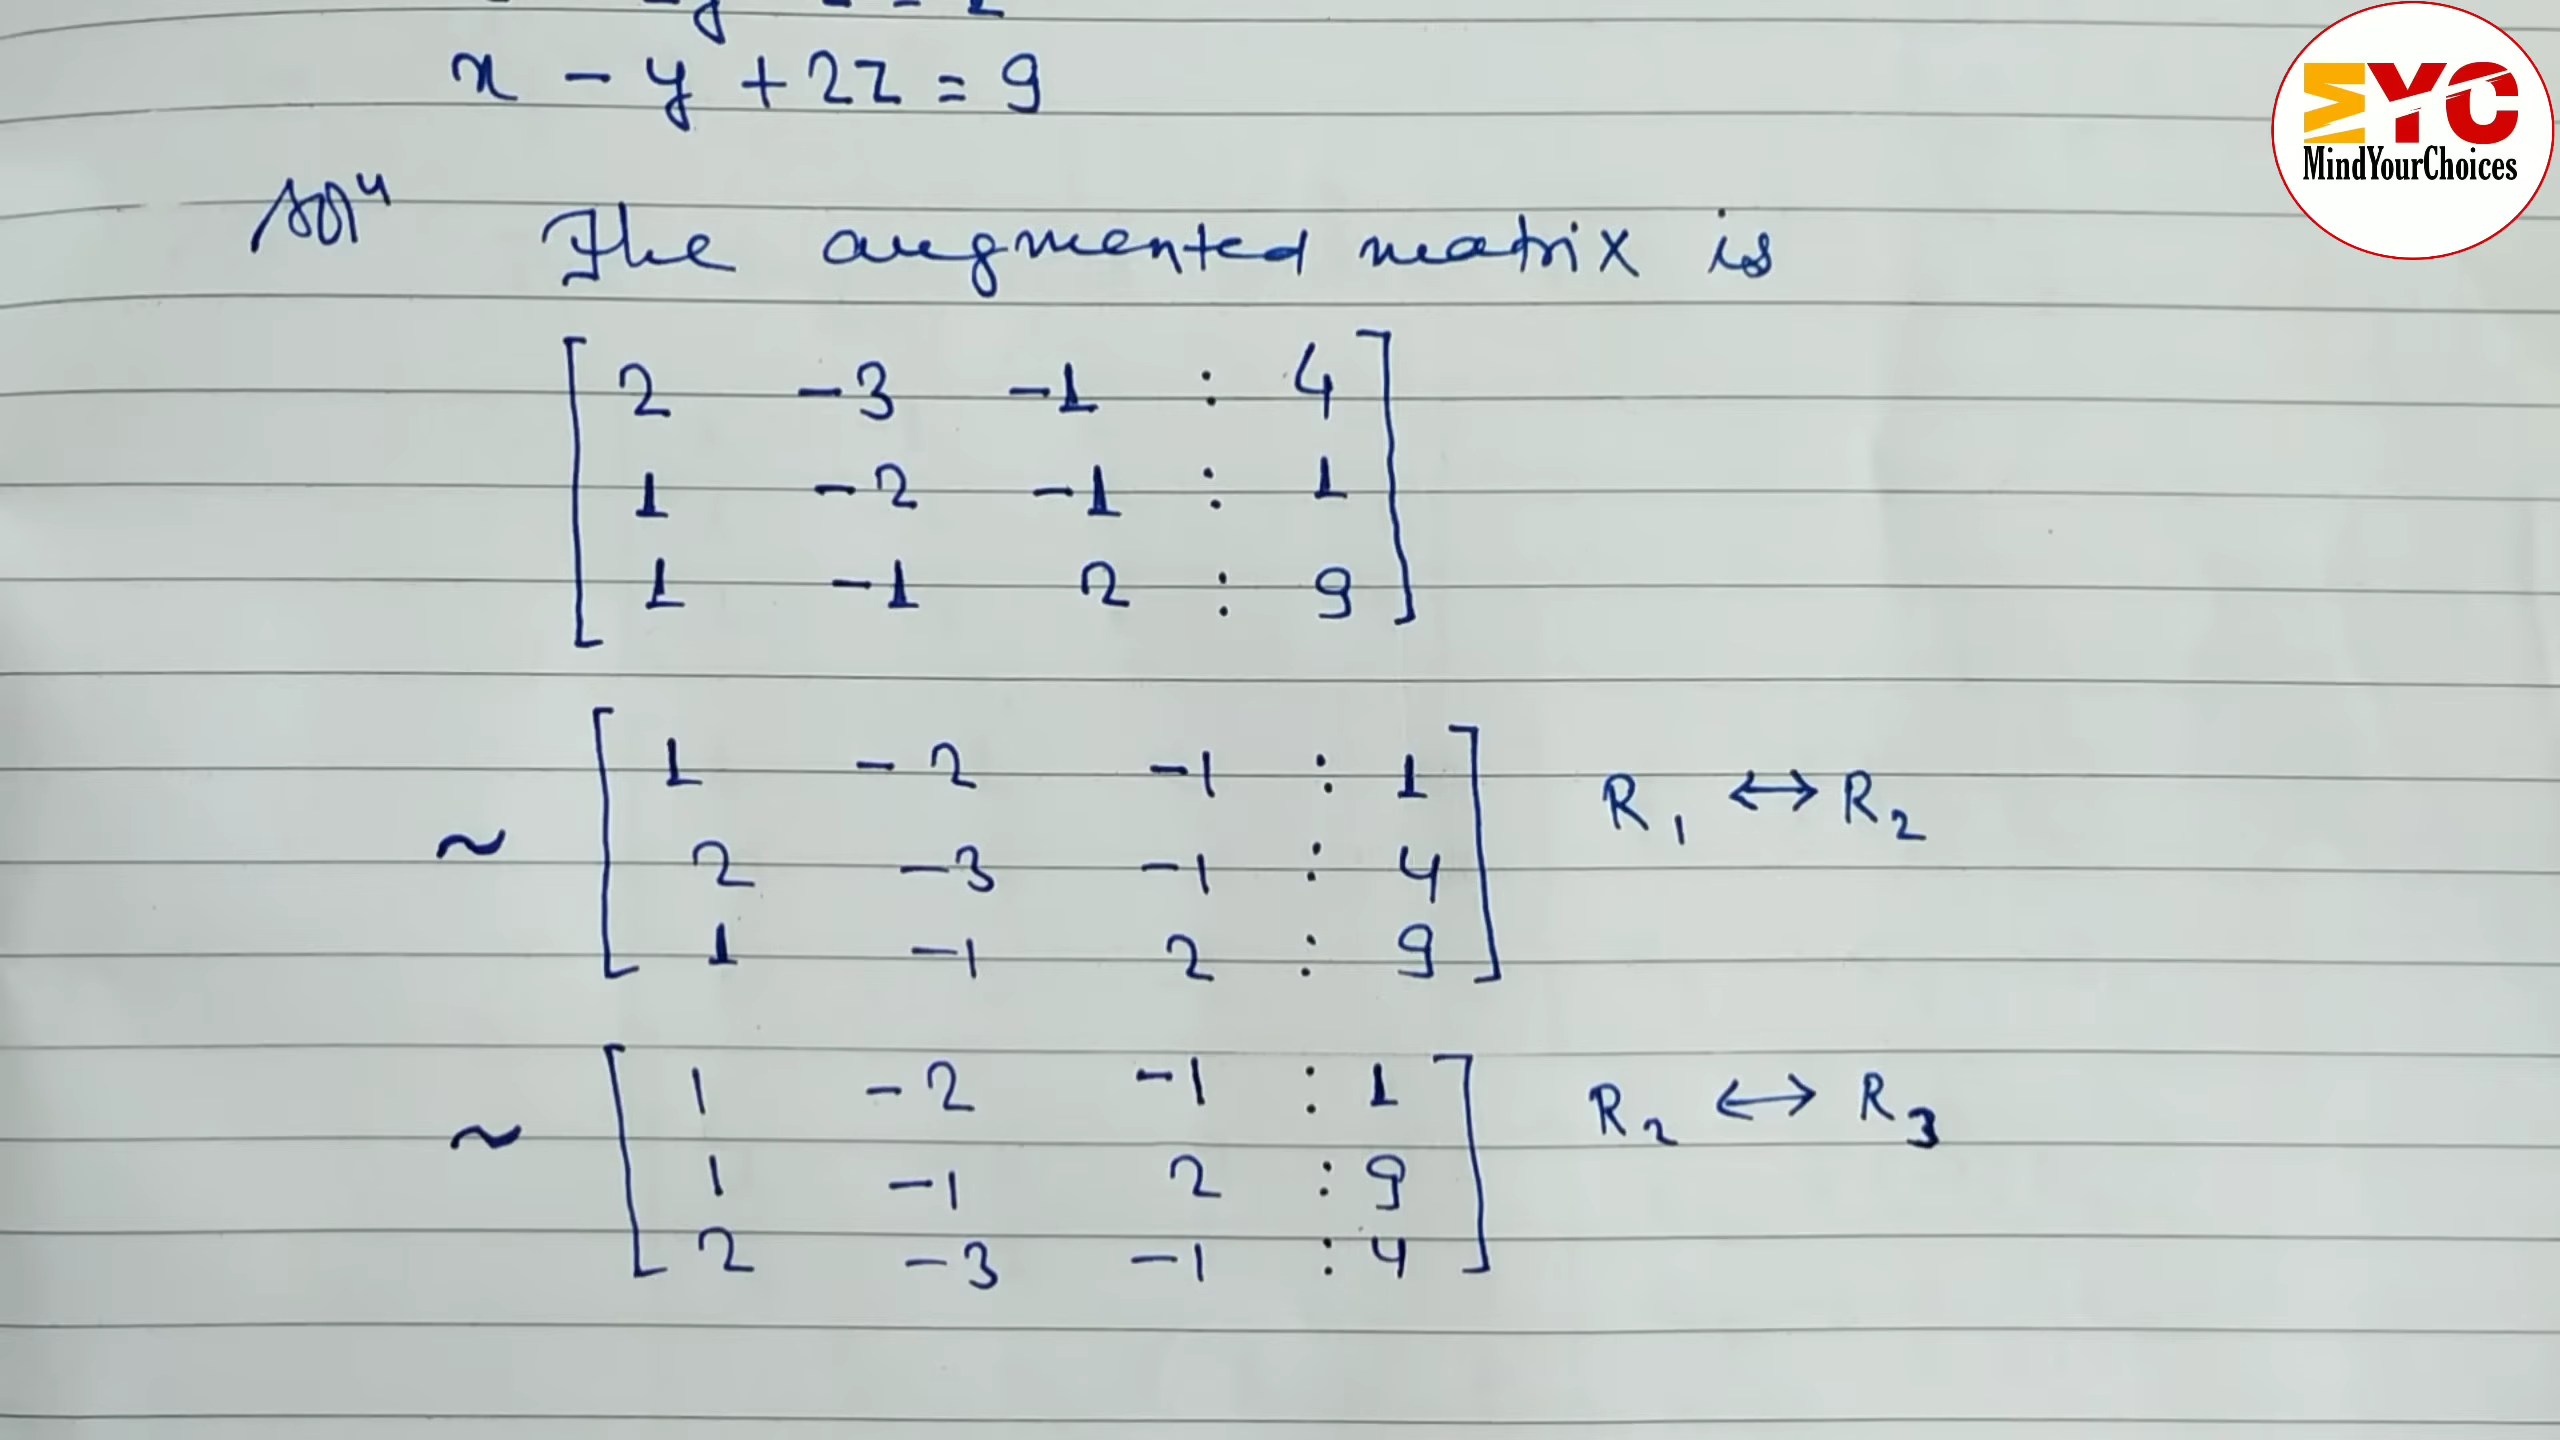 x - y + 2z = 9
MYC
MindYourChoices
Solⁿ The augmented matrix is
[ 2 -3 -1 : 4
1 -2 -1 : 1
1 -1 2 : 9 ]
~ [ 1 -2 -1 : 1
2 -3 -1 : 4
1 -1 2 : 9 ] R₁ ↔ R₂
~ [ 1 -2 -1 : 1
1 -1 2 : 9
2 -3 -1 : 4 ] R₂ ↔ R₃